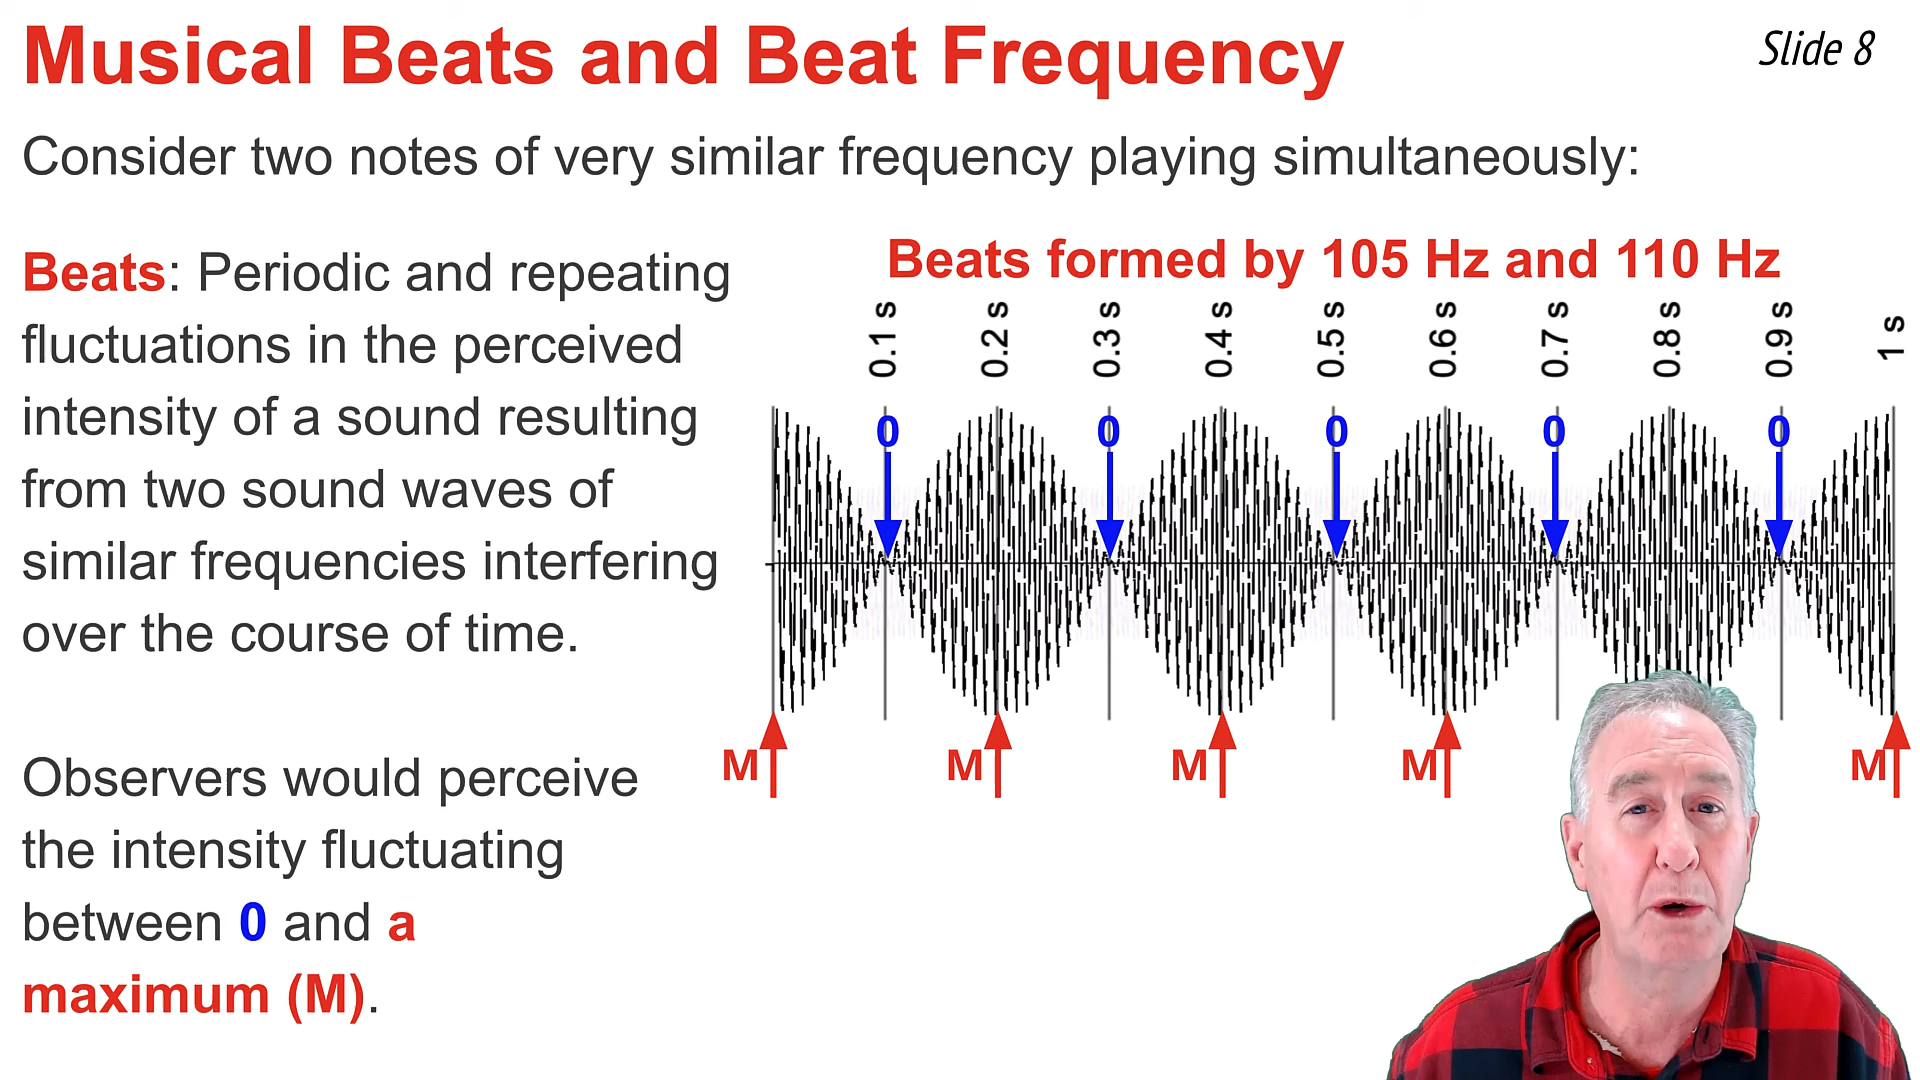 Musical Beats and Beat Frequency
Slide 8
Consider two notes of very similar frequency playing simultaneously:
Beats: Periodic and repeating
fluctuations in the perceived
intensity of a sound resulting
from two sound waves of
similar frequencies interfering
over the course of time.
Observers would perceive
the intensity fluctuating
between 0 and a
maximum (M).
Beats formed by 105 Hz and 110 Hz
0.1 s 0.2 s 0.3 s 0.4 s 0.5 s 0.6 s 0.7 s 0.8 s 0.9 s 1 s
0 0 0 0 0
M M M M M